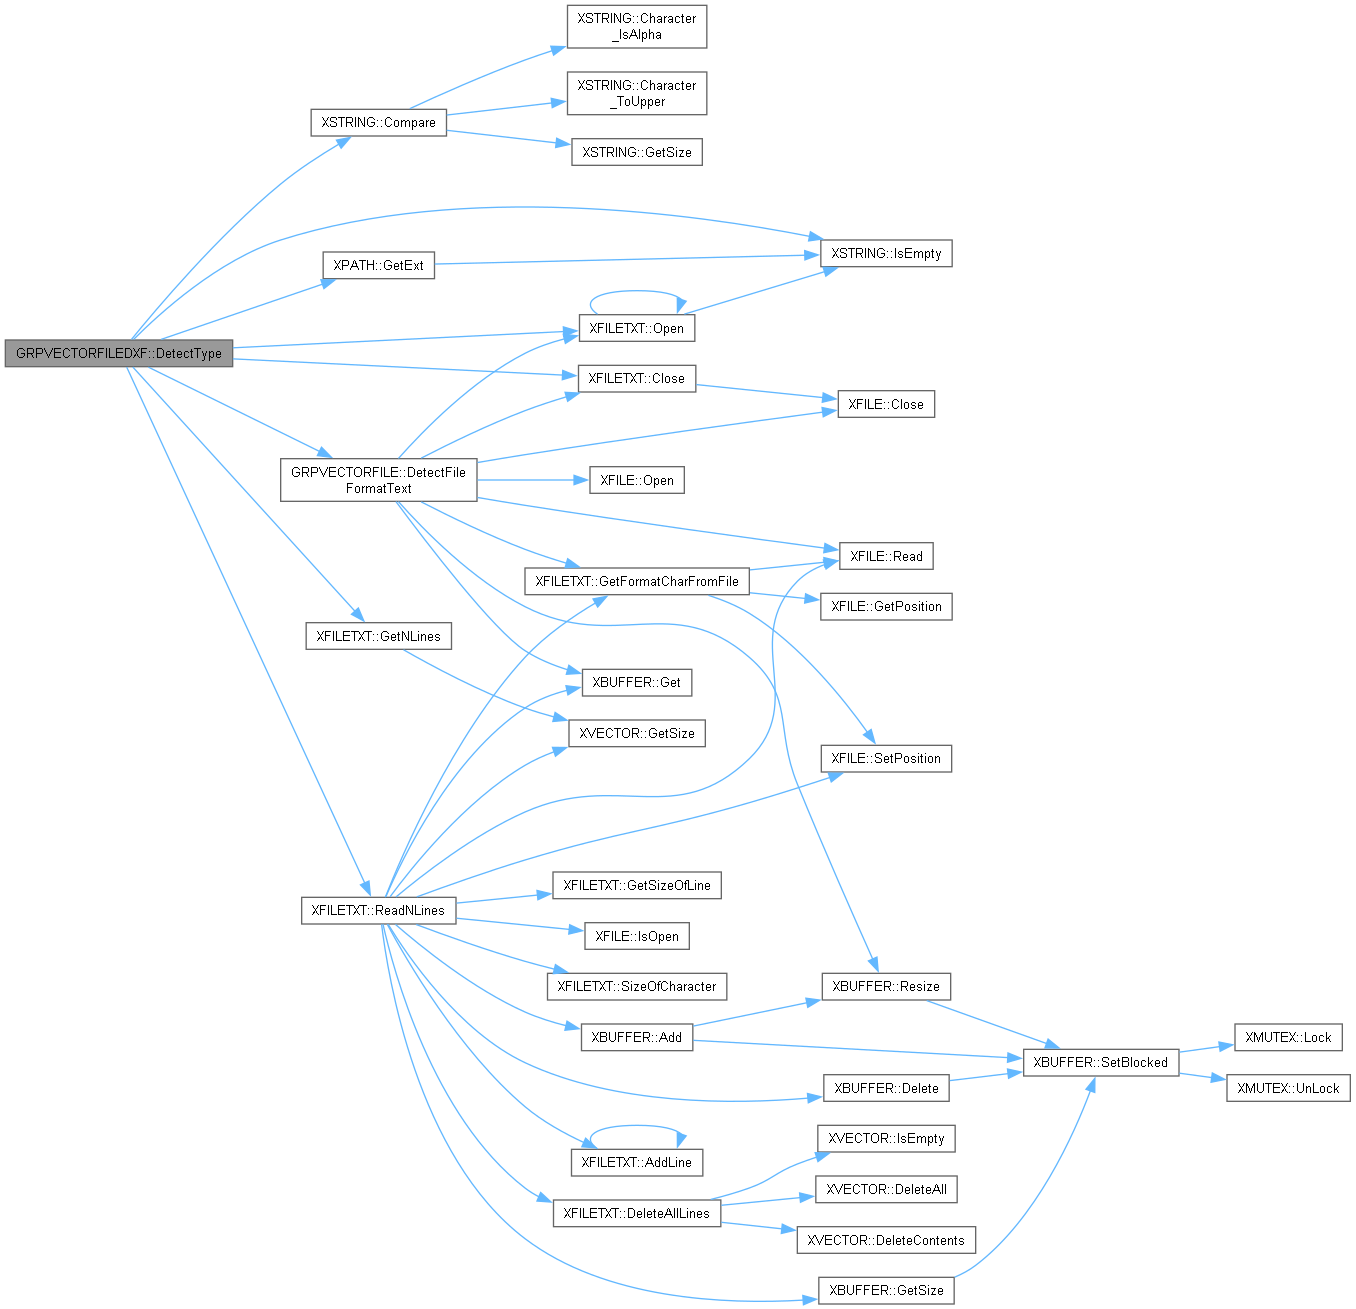 XSTRING::Character
_IsAlpha
XSTRING::Character
_ToUpper
XSTRING::Compare
XSTRING::GetSize
XSTRING::IsEmpty
XPATH::GetExt
XFILETXT::Open
GRPVECTORFILEDXF::DetectType
XFILETXT::Close
XFILE::Close
GRPVECTORFILE::DetectFile
FormatText
XFILE::Open
XFILE::Read
XFILETXT::GetFormatCharFromFile
XFILE::GetPosition
XFILETXT::GetNLines
XBUFFER::Get
XVECTOR::GetSize
XFILE::SetPosition
XFILETXT::GetSizeOfLine
XFILETXT::ReadNLines
XFILE::IsOpen
XFILETXT::SizeOfCharacter
XBUFFER::Resize
XBUFFER::Add
XMUTEX::Lock
XBUFFER::SetBlocked
XBUFFER::Delete
XMUTEX::UnLock
XVECTOR::IsEmpty
XFILETXT::AddLine
XVECTOR::DeleteAll
XFILETXT::DeleteAllLines
XVECTOR::DeleteContents
XBUFFER::GetSize